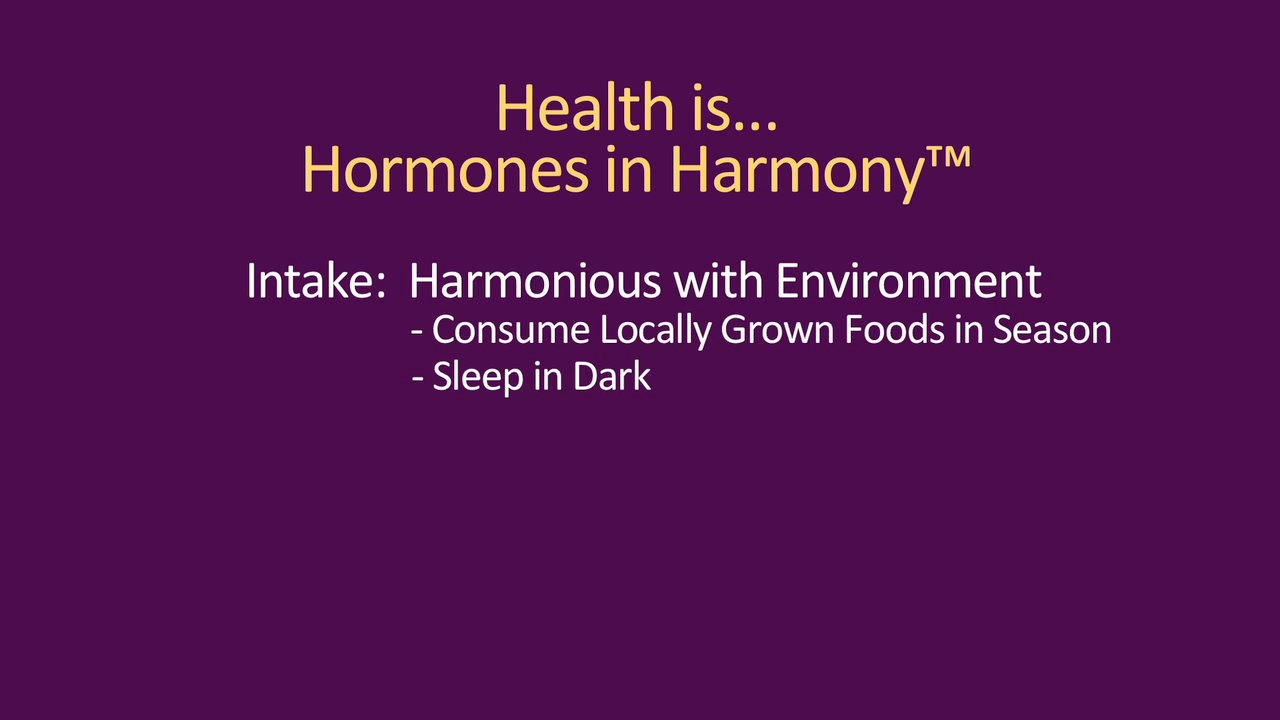 Health is...
Hormones in Harmony™
Intake: Harmonious with Environment
- Consume Locally Grown Foods in Season
- Sleep in Dark